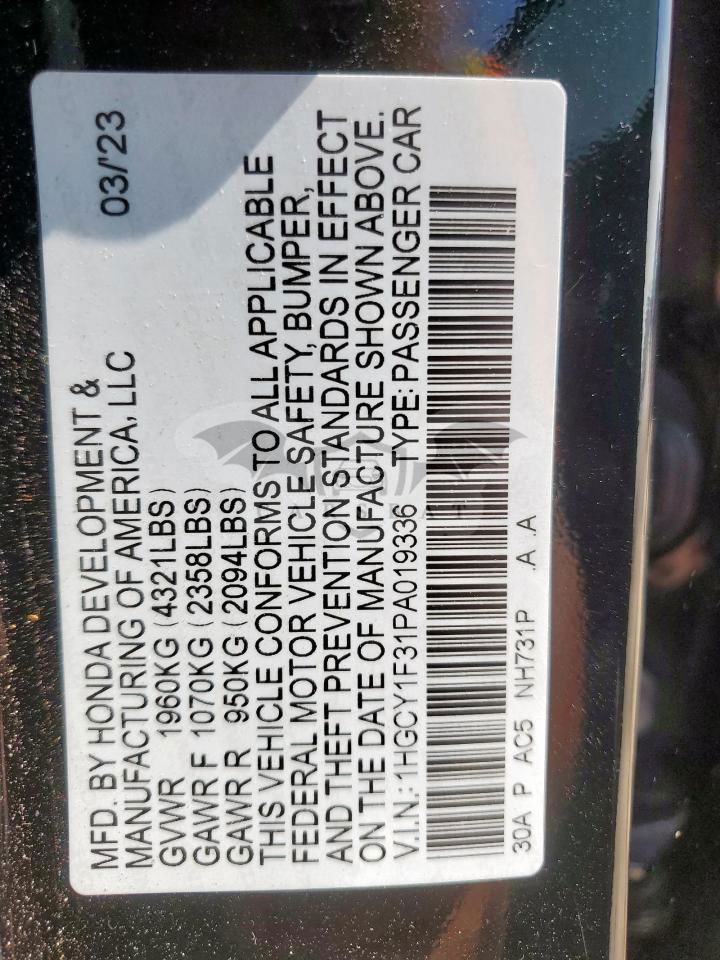 MFD. BY HONDA DEVELOPMENT &
MANUFACTURING OF AMERICA, LLC 03/'23
GVWR 1960KG (4321LBS)
GAWR F 1070KG (2358LBS)
GAWR R 950KG (2094LBS)
THIS VEHICLE CONFORMS TO ALL APPLICABLE
FEDERAL MOTOR VEHICLE SAFETY, BUMPER,
AND THEFT PREVENTION STANDARDS IN EFFECT
ON THE DATE OF MANUFACTURE SHOWN ABOVE.
V.I.N.: 1HGCY1F31PA019336 TYPE: PASSENGER CAR
30A P AC5 NH731P .A .A